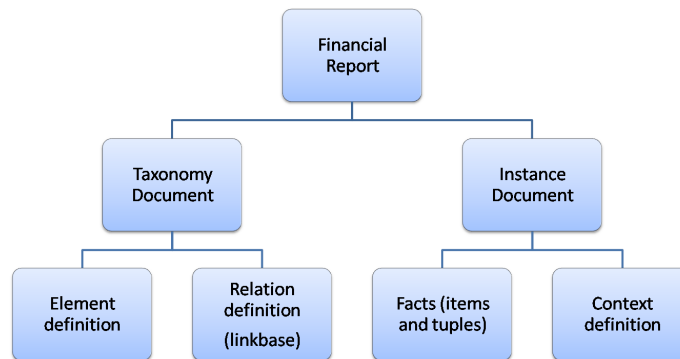 Financial
Report
Taxonomy
Document
Instance
Document
Element
definition
Relation
definition
(linkbase)
Facts (items
and tuples)
Context
definition